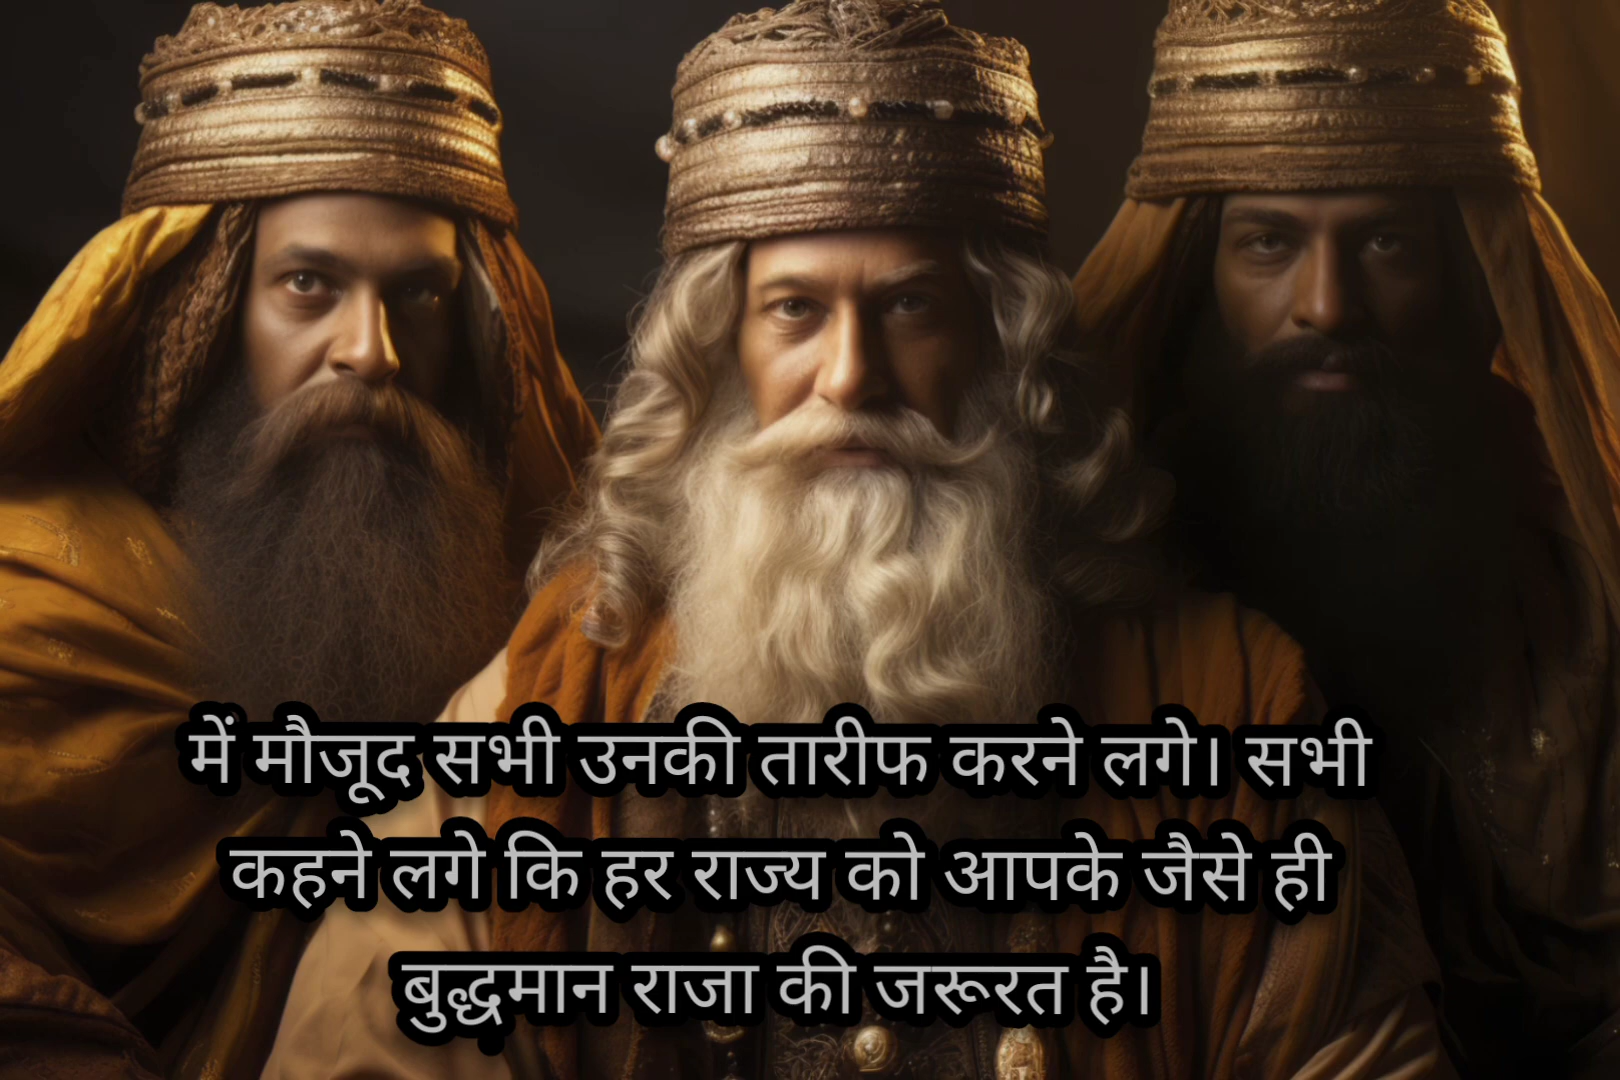 में मौजूद सभी उनकी तारीफ करने लगे। सभी
कहने लगे कि हर राज्य को आपके जैसे ही
बुद्धमान राजा की जरूरत है।